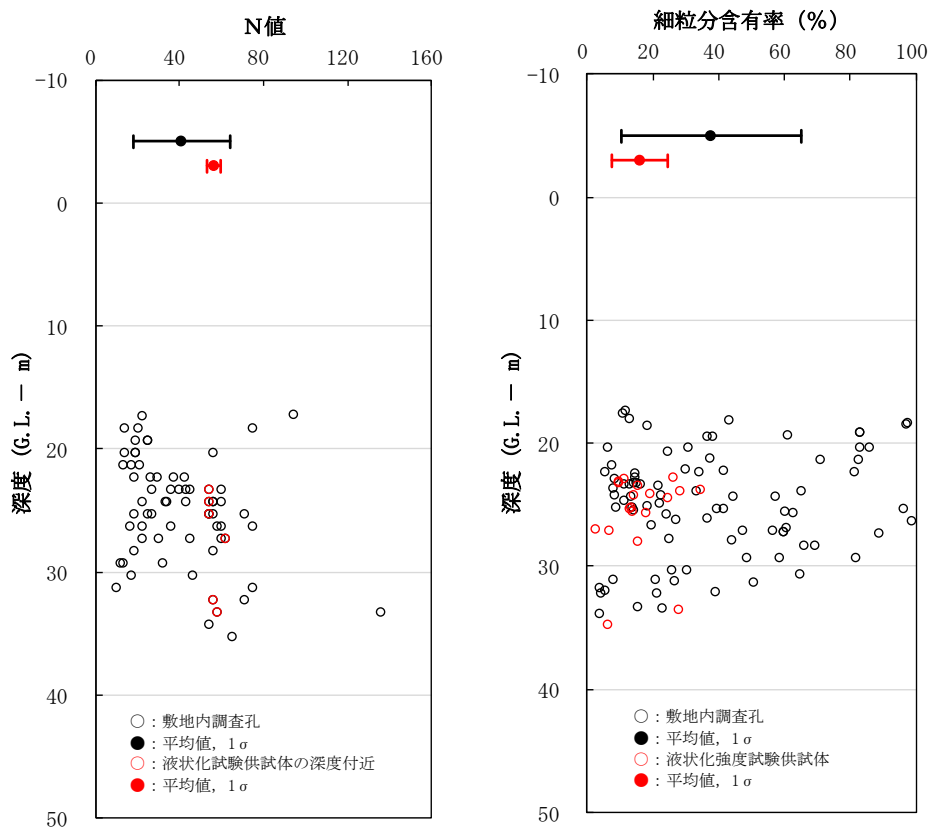 N値
0 40 80 120 160
-10
0
10
20
30
40
50
深度 (G.L. － m)
○：敷地内調査孔
●：平均値，1σ
○：液状化試験供試体の深度付近
●：平均値，1σ
細粒分含有率 (％)
0 20 40 60 80 100
-10
0
10
20
30
40
50
深度 (G.L. － m)
○：敷地内調査孔
●：平均値，1σ
○：液状化強度試験供試体
●：平均値，1σ